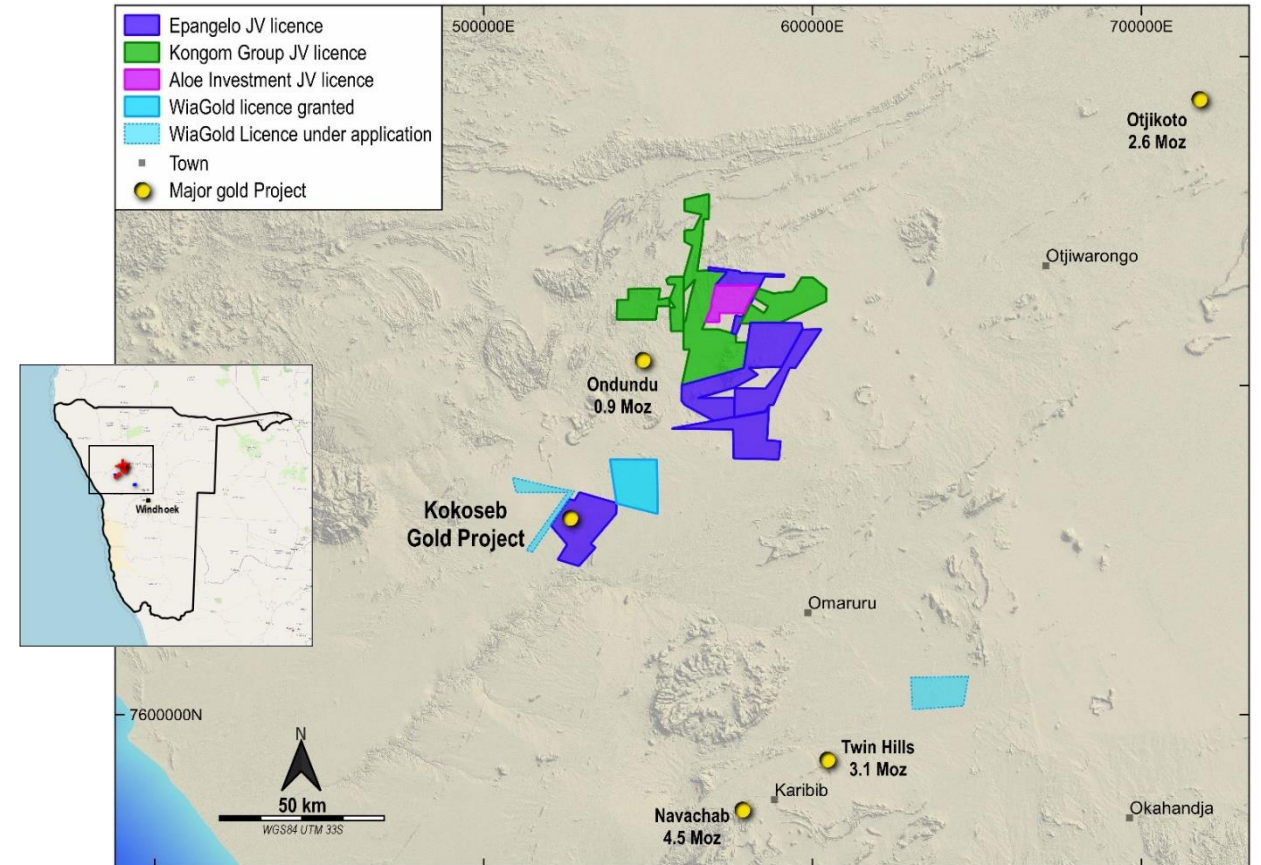 Epangelo JV licence
Kongom Group JV licence
Aloe Investment JV licence
WiaGold licence granted
WiaGold Licence under application
Town
Major gold Project
500000E
600000E
700000E
Otjikoto
2.6 Moz
Otjiwarongo
Ondundu
0.9 Moz
Windhoek
Kokoseb
Gold Project
Omaruru
7600000N
N
50 km
WGS84 UTM 33S
Twin Hills
3.1 Moz
Karibib
Navachab
4.5 Moz
Okahandja